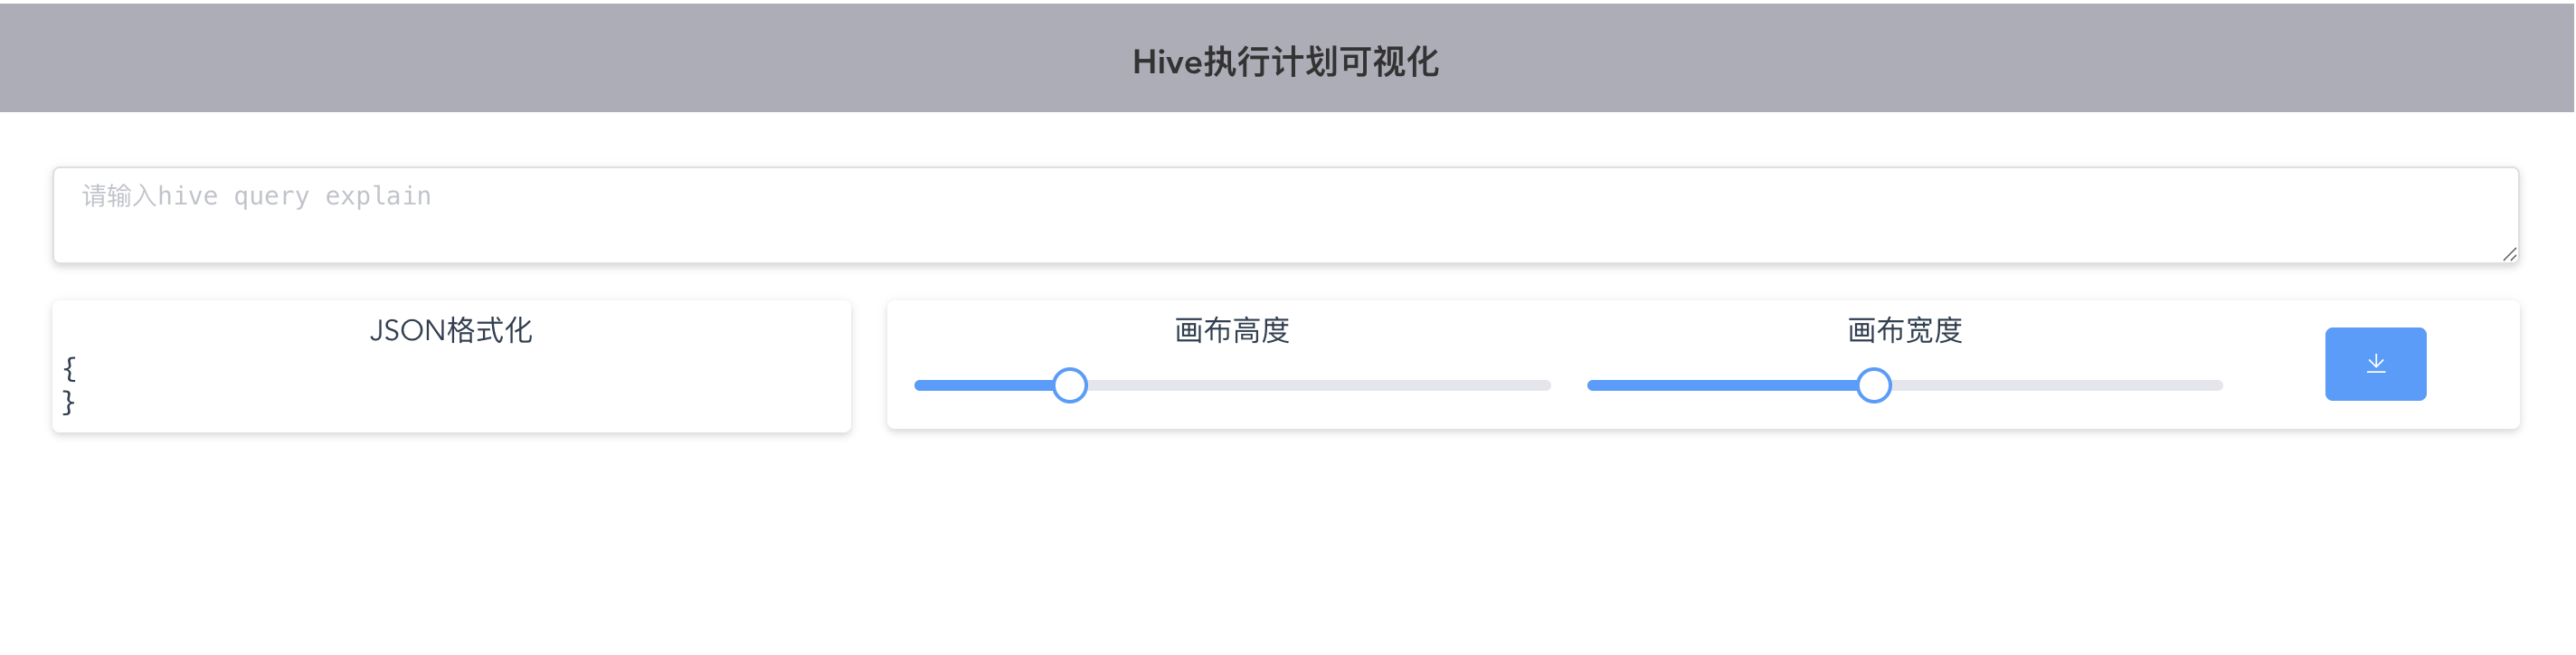 Hive执行计划可视化
请输入hive query explain
JSON格式化
{
}
画布高度
画布宽度